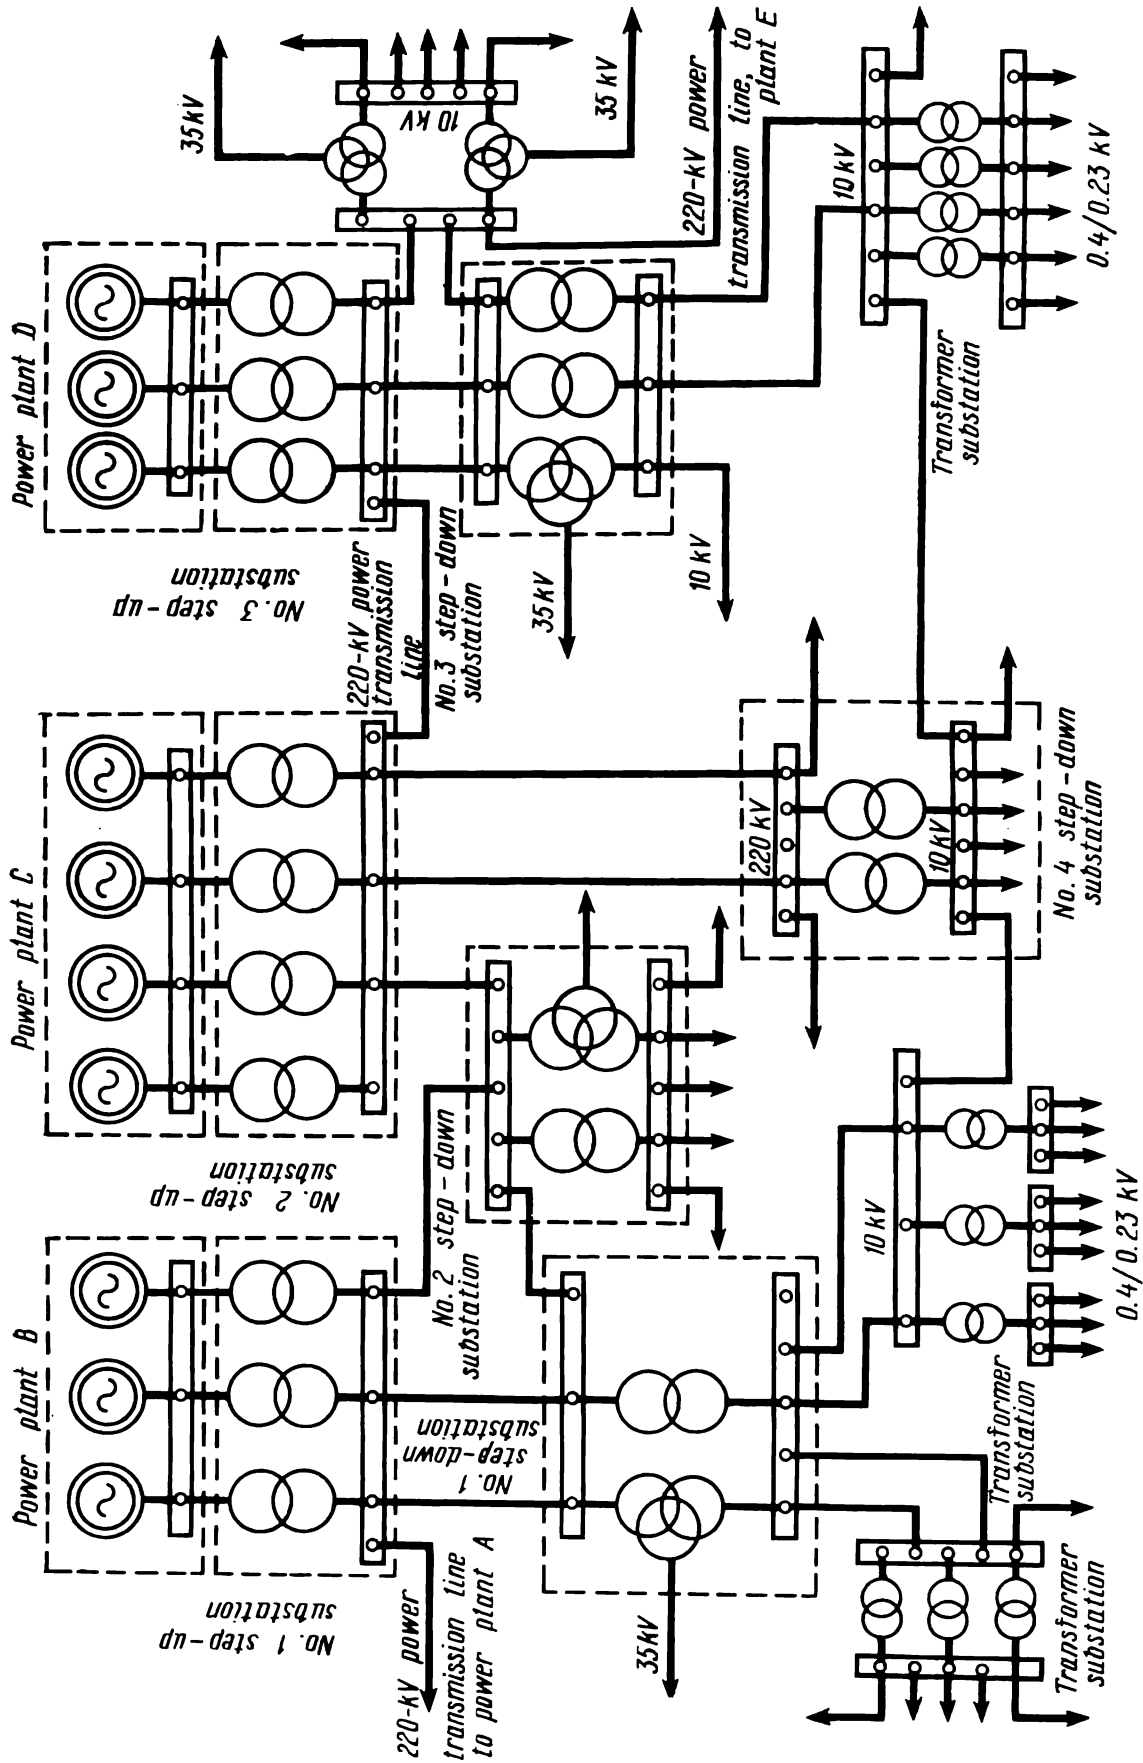 Power plant B
Power plant C
Power plant D
No. 1 step-up
substation
No. 2 step-up
substation
No. 3 step-up
substation
220-kV power
transmission line
to power plant A
No. 1
step-down
substation
No. 2 step-down
substation
220-kV power
transmission
line
No.3 step-down
substation
35 kV
10 kV
35 kV
220-kV power
transmission line, to
plant E
35 kV
10 kV
35kV
220 kV
10 kV
No. 4 step-down
substation
10 kV
Transformer
substation
0.4/0.23 kV
10 kV
0.4/0.23 kV
Transformer
substation
Transformer
substation